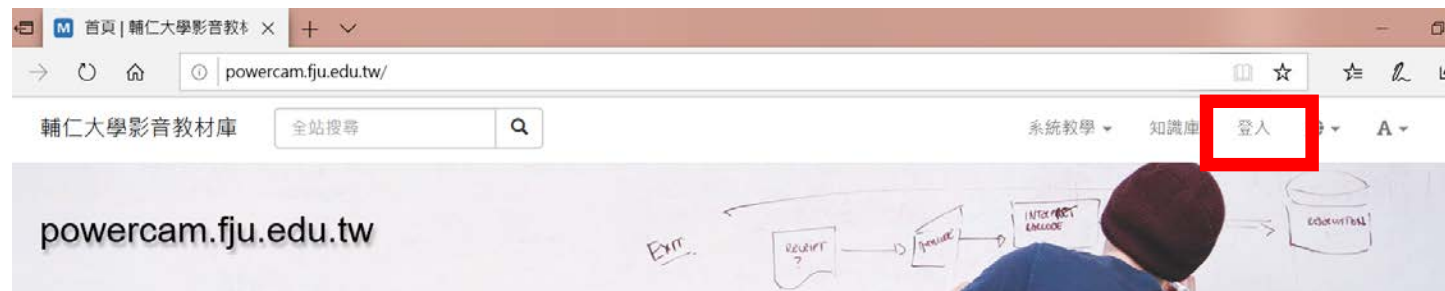 M 首頁 | 輔仁大學影音教材
powercam.fju.edu.tw/
輔仁大學影音教材庫 全站搜尋 系統教學 知識庫 登入 A
powercam.fju.edu.tw
EXIT
RECEIPT
?
INTERNET